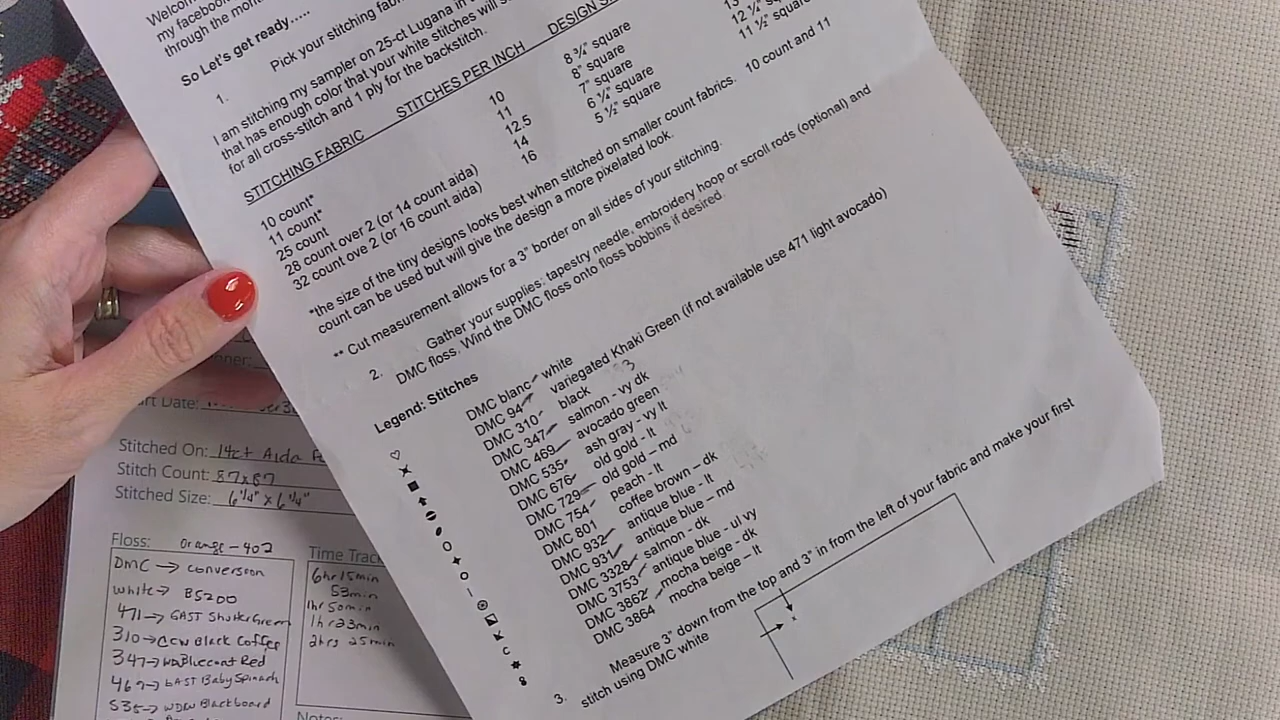 Welcom
my facebook
through the mon
So Let's get ready.....
1. Pick your stitching fabr
I am stitching my sampler on 25-ct Lugana in
that has enough color that your white stitches will s
for all cross-stitch and 1 ply for the backstitch.
STITCHING FABRIC STITCHES PER INCH DESIGN S
10 count* 10 8 ¾" square 13
11 count* 11 8" square 12 ¼"
25 count 12.5 7" square 11 ½" square
28 count over 2 (or 14 count aida) 14 6 ¼" square
32 count ove 2 (or 16 count aida) 16 5 ½" square
*the size of the tiny designs looks best when stitched on smaller count fabrics. 10 count and 11
count can be used but will give the design a more pixelated look.
** Cut measurement allows for a 3" border on all sides of your stitching.
2. Gather your supplies: tapestry needle, embroidery hoop or scroll rods (optional) and
DMC floss. Wind the DMC floss onto floss bobbins if desired
Legend: Stitches
DMC blanc white
DMC 94 variegated Khaki Green (if not available use 471 light avocado)
DMC 310 black
DMC 347 salmon - vy dk
DMC 469 avocado green
DMC 535 ash gray - vy lt
DMC 676 old gold - lt
DMC 729 old gold – md
DMC 754 peach - lt
DMC 801 coffee brown – dk
DMC 932 antique blue - lt
DMC 931 antique blue – md
DMC 3328 salmon - dk
DMC 3753 antique blue - ul vy
DMC 3862 mocha beige - dk
DMC 3864 mocha beige – lt
3. Measure 3" down from the top and 3" in from the left of your fabric and make your first
stitch using DMC white
x
art Date:
Stitched On: 14ct Aida
Stitch Count: 87x87
Stitched Size: 6 1/4" x 6 1/4"
Floss: Orange - 402
DMC → conversion
white → B5200
471 → GAST Shutter Green
310 → CCW Black Coffee
347 → WDW Bluecoat Red
469 → GAST Baby Spinach
535 → WDW Blackboard
Time Track
6hr 15min
53min
1hr 50min
1hr 23min
2hrs 25min
Notes: